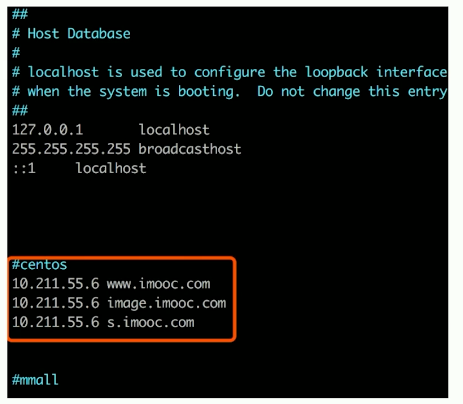 ##
# Host Database
#
# localhost is used to configure the loopback interface
# when the system is booting.  Do not change this entry
##
127.0.0.1       localhost
255.255.255.255 broadcasthost
::1     localhost
#centos
10.211.55.6 www.imooc.com
10.211.55.6 image.imooc.com
10.211.55.6 s.imooc.com
#mmall